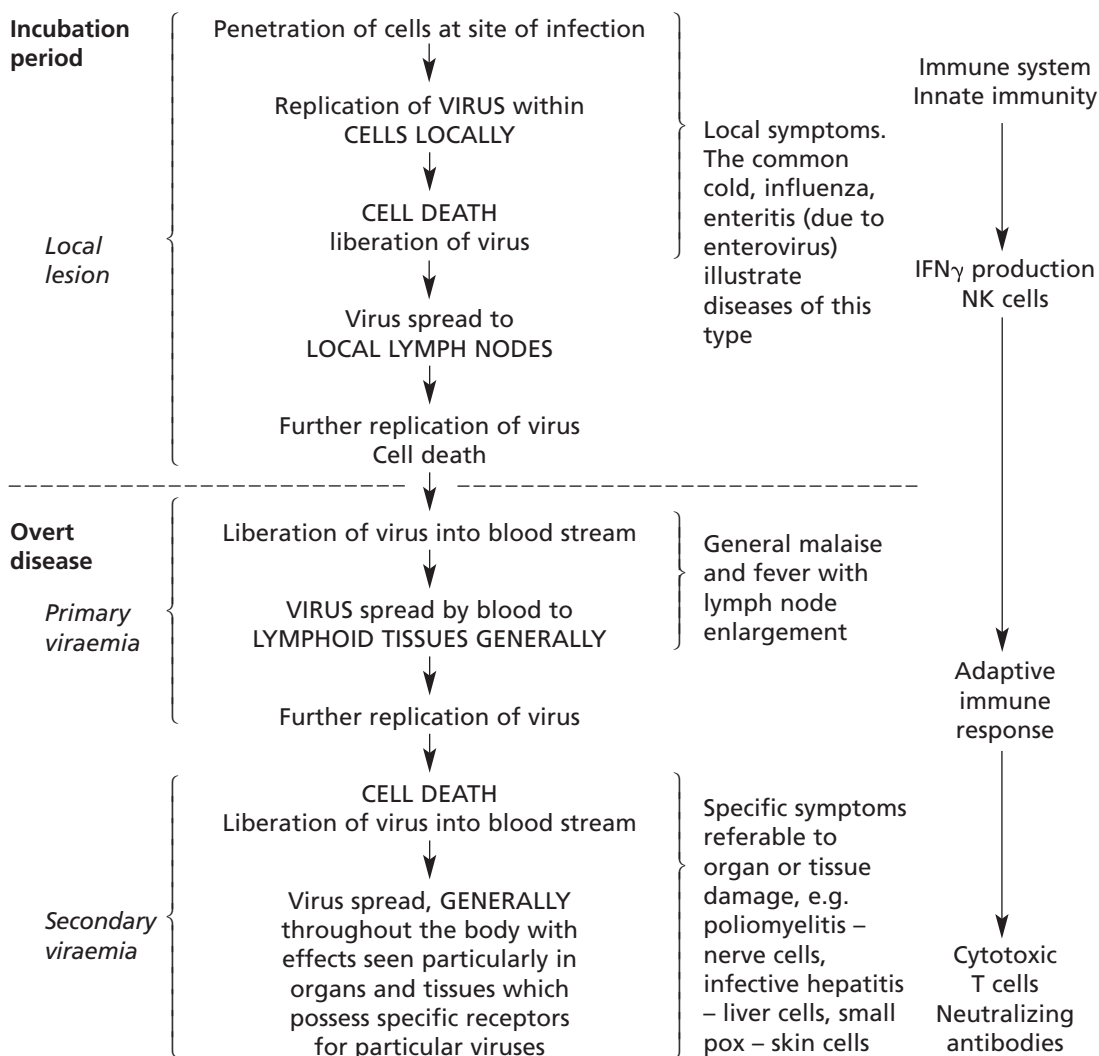 Incubation
period
Local
lesion
Penetration of cells at site of infection
Replication of VIRUS within
CELLS LOCALLY
CELL DEATH
liberation of virus
Virus spread to
LOCAL LYMPH NODES
Further replication of virus
Cell death
Local symptoms.
The common
cold, influenza,
enteritis (due to
enterovirus)
illustrate
diseases of this
type
Overt
disease
Primary
viraemia
Liberation of virus into blood stream
VIRUS spread by blood to
LYMPHOID TISSUES GENERALLY
Further replication of virus
General malaise
and fever with
lymph node
enlargement
Secondary
viraemia
CELL DEATH
Liberation of virus into blood stream
Virus spread, GENERALLY
throughout the body with
effects seen particularly in
organs and tissues which
possess specific receptors
for particular viruses
Specific symptoms
referable to
organ or tissue
damage, e.g.
poliomyelitis –
nerve cells,
infective hepatitis
– liver cells, small
pox – skin cells
Immune system
Innate immunity
IFNγ production
NK cells
Adaptive
immune
response
Cytotoxic
T cells
Neutralizing
antibodies